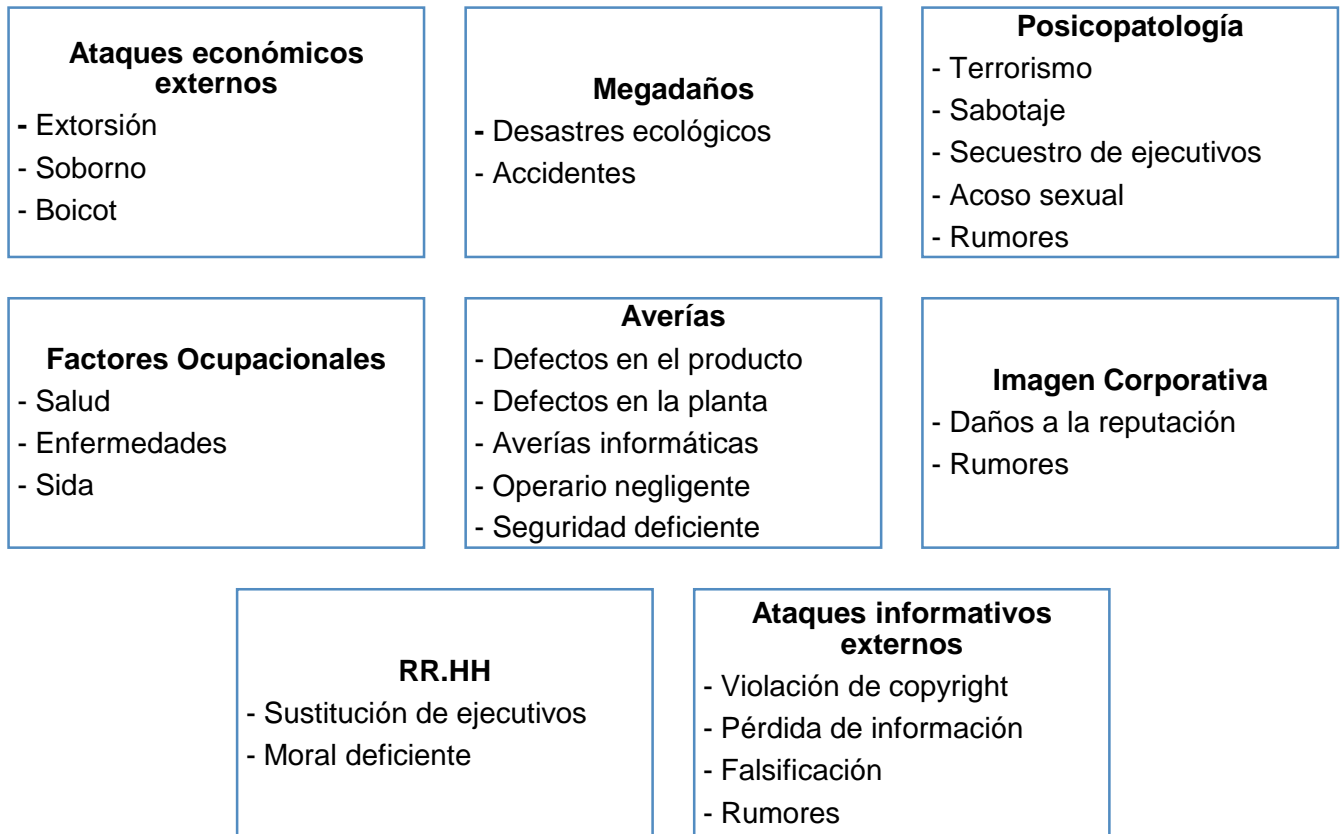 Ataques económicos
externos
- Extorsión
- Soborno
- Boicot
Megadaños
- Desastres ecológicos
- Accidentes
Posicopatología
- Terrorismo
- Sabotaje
- Secuestro de ejecutivos
- Acoso sexual
- Rumores
Factores Ocupacionales
- Salud
- Enfermedades
- Sida
Averías
- Defectos en el producto
- Defectos en la planta
- Averías informáticas
- Operario negligente
- Seguridad deficiente
Imagen Corporativa
- Daños a la reputación
- Rumores
RR.HH
- Sustitución de ejecutivos
- Moral deficiente
Ataques informativos
externos
- Violación de copyright
- Pérdida de información
- Falsificación
- Rumores